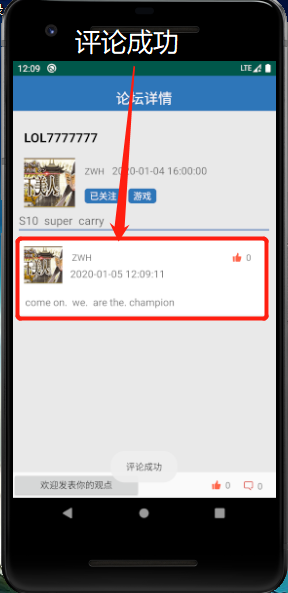 评论成功
12:09
LTE
论坛详情
LOL7777777
ZWH 2020-01-04 16:00:00
已关注 游戏
S10 super carry
ZWH
0
2020-01-05 12:09:11
come on. we. are the. champion
评论成功
欢迎发表你的观点
0 0